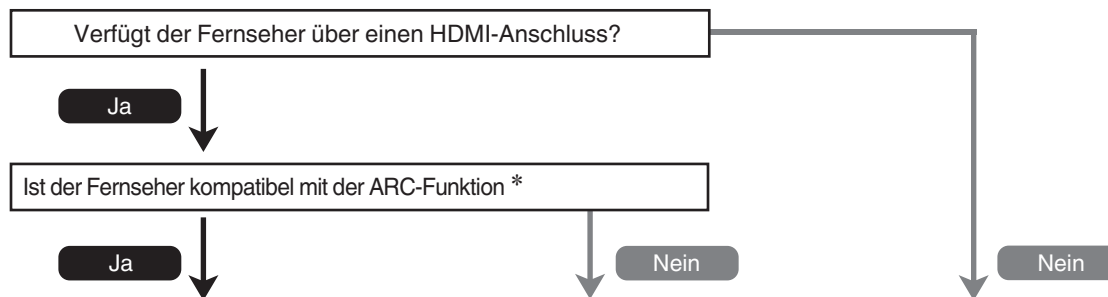 Verfügt der Fernseher über einen HDMI-Anschluss?
Ja
Ist der Fernseher kompatibel mit der ARC-Funktion *
Ja
Nein
Nein